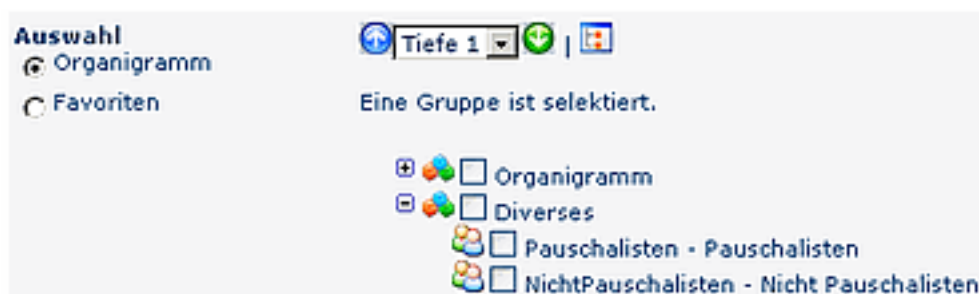 Auswahl
Organigramm
Favoriten
Tiefe 1
|
Eine Gruppe ist selektiert.
Organigramm
Diverses
Pauschalisten - Pauschalisten
NichtPauschalisten - Nicht Pauschalisten